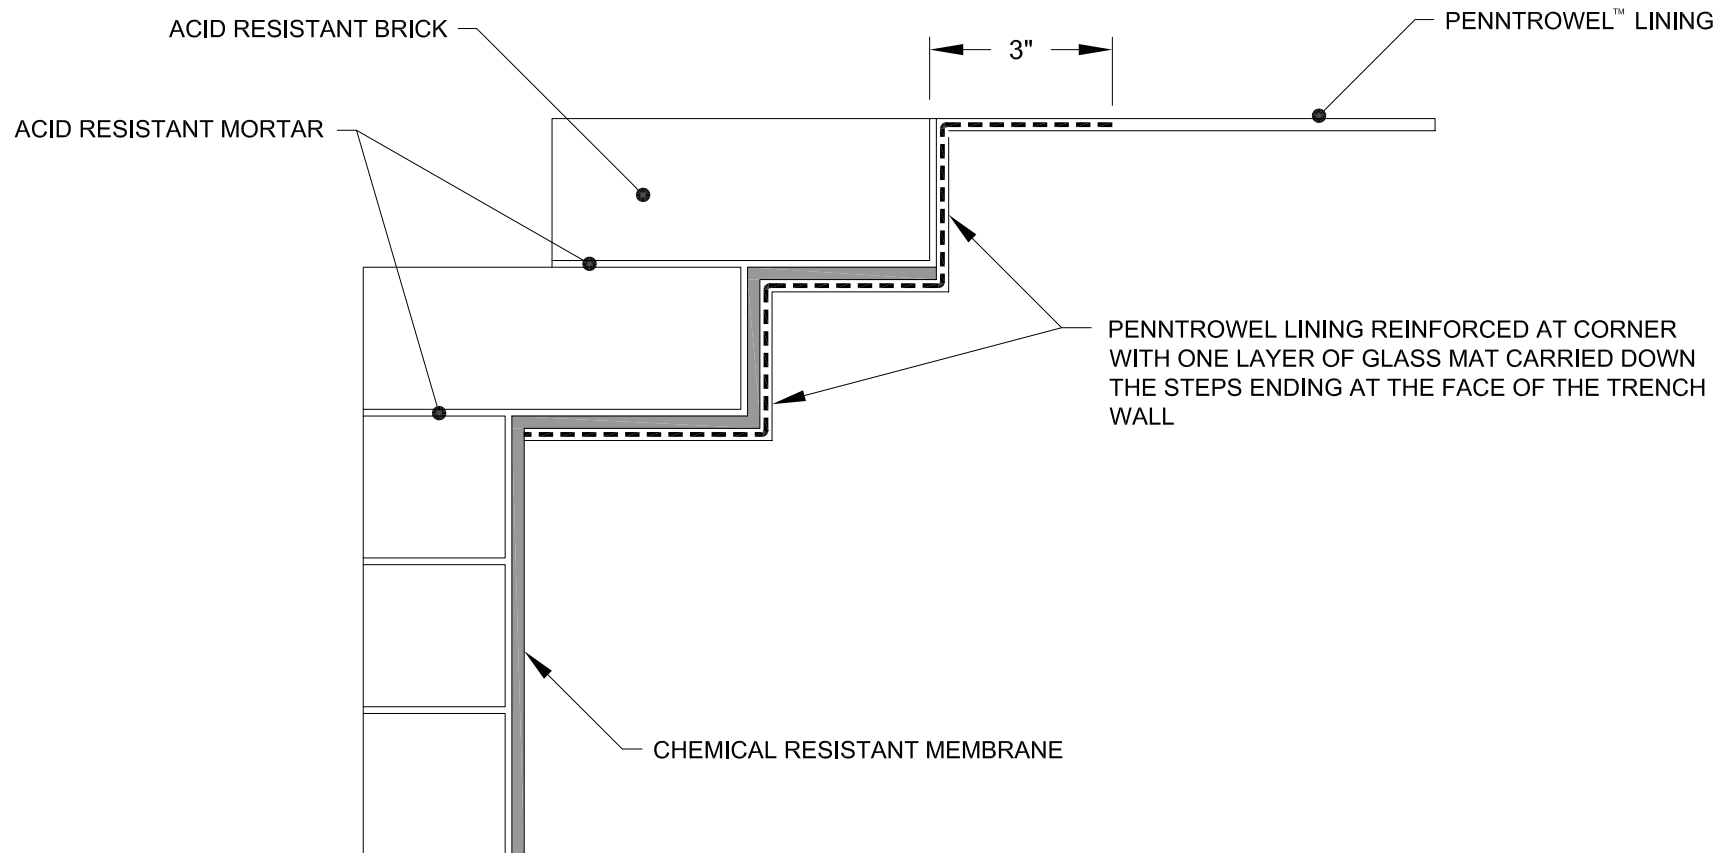 ACID RESISTANT BRICK
3"
PENNTROWEL™ LINING
ACID RESISTANT MORTAR
PENNTROWEL LINING REINFORCED AT CORNER
WITH ONE LAYER OF GLASS MAT CARRIED DOWN
THE STEPS ENDING AT THE FACE OF THE TRENCH
WALL
CHEMICAL RESISTANT MEMBRANE